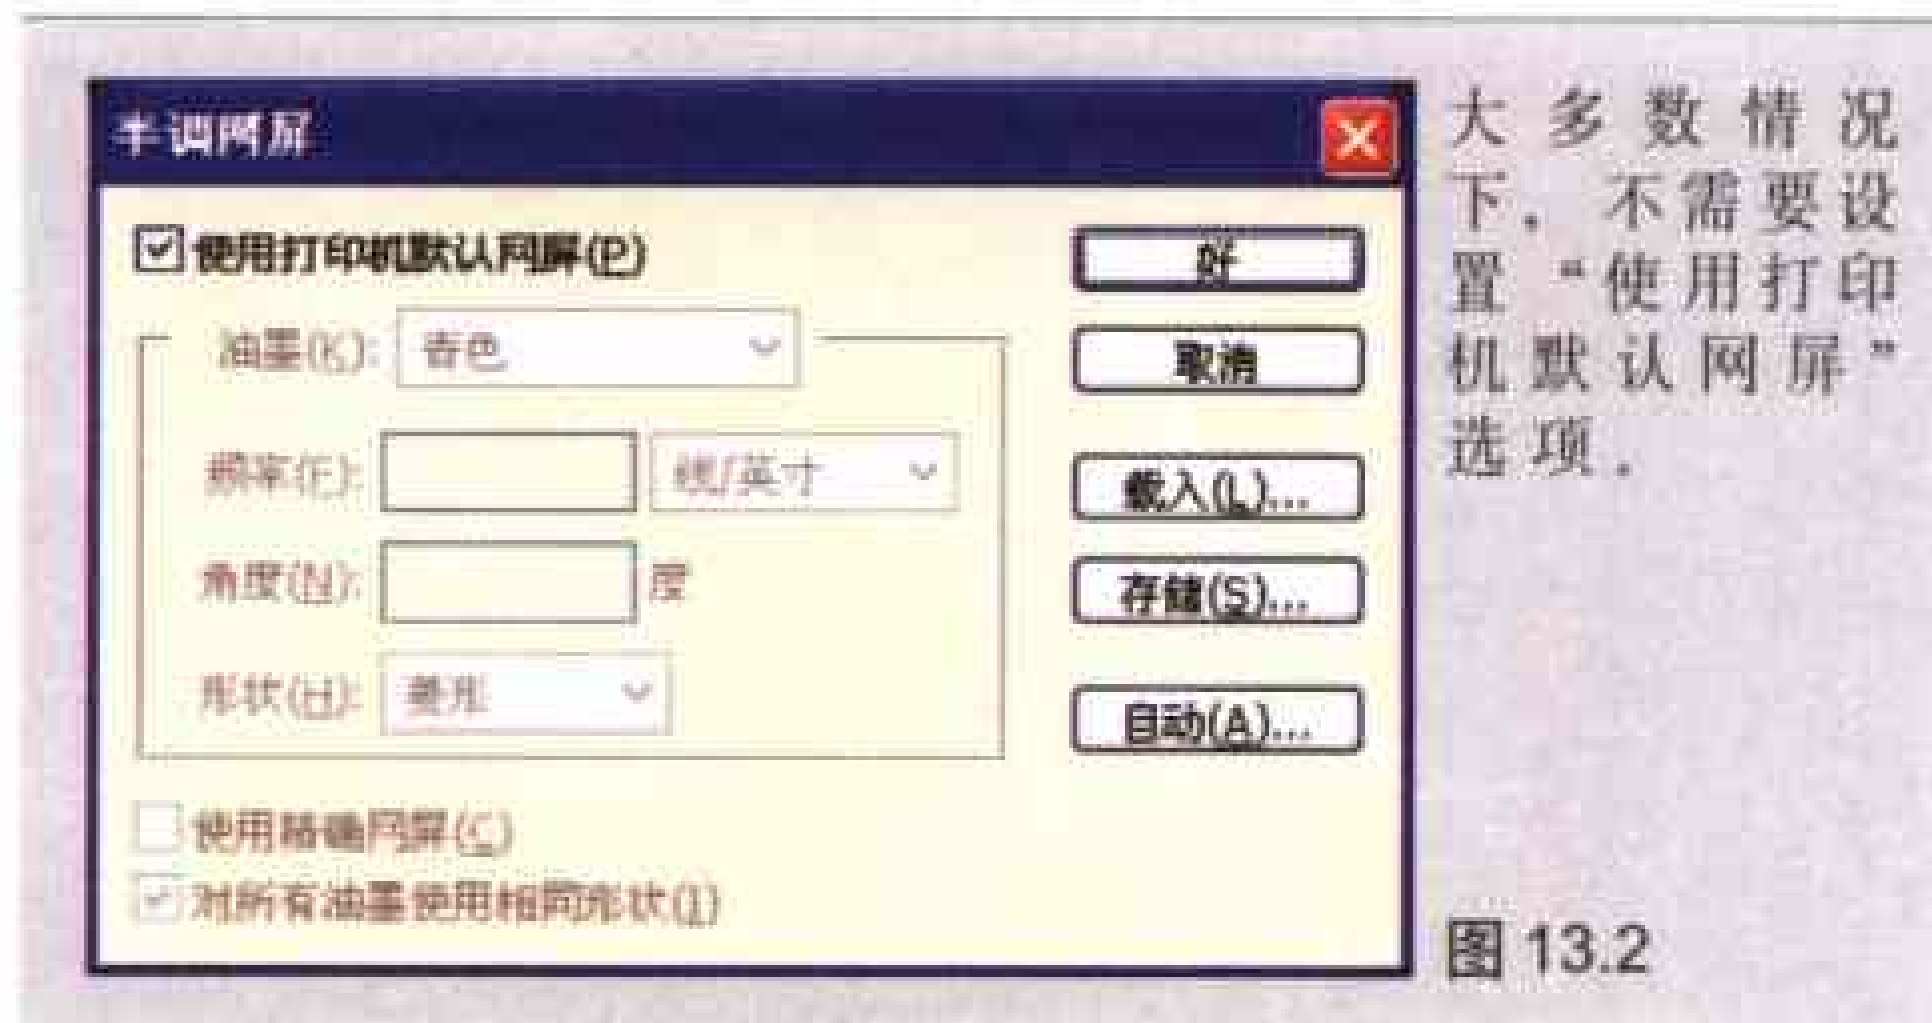 半调网屏
使用打印机默认网屏(P)
油墨(K): 青色
频率(F): 线/英寸
角度(N): 度
形状(H): 菱形
使用精确网屏(C)
对所有油墨使用相同形状(I)
好
取消
载入(L)...
存储(S)...
自动(A)...
大多数情况
下，不需要设
置“使用打印
机默认网屏”
选项。
图 13.2